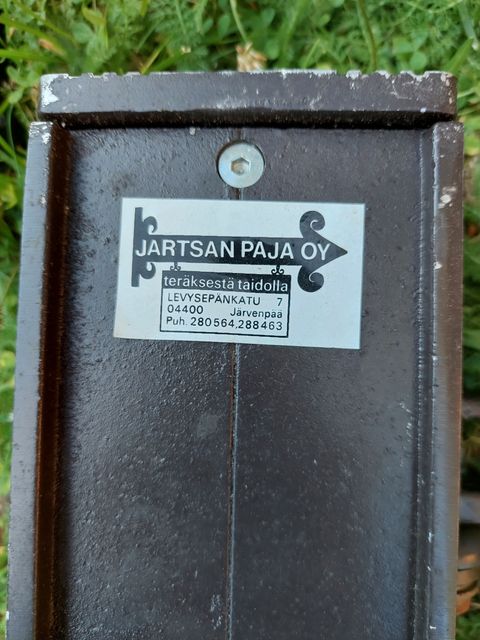 JARTSAN PAJA OY
teräksestä taidolla
LEVYSEPÄNKATU 7
04400 Järvenpää
Puh. 280564,288463